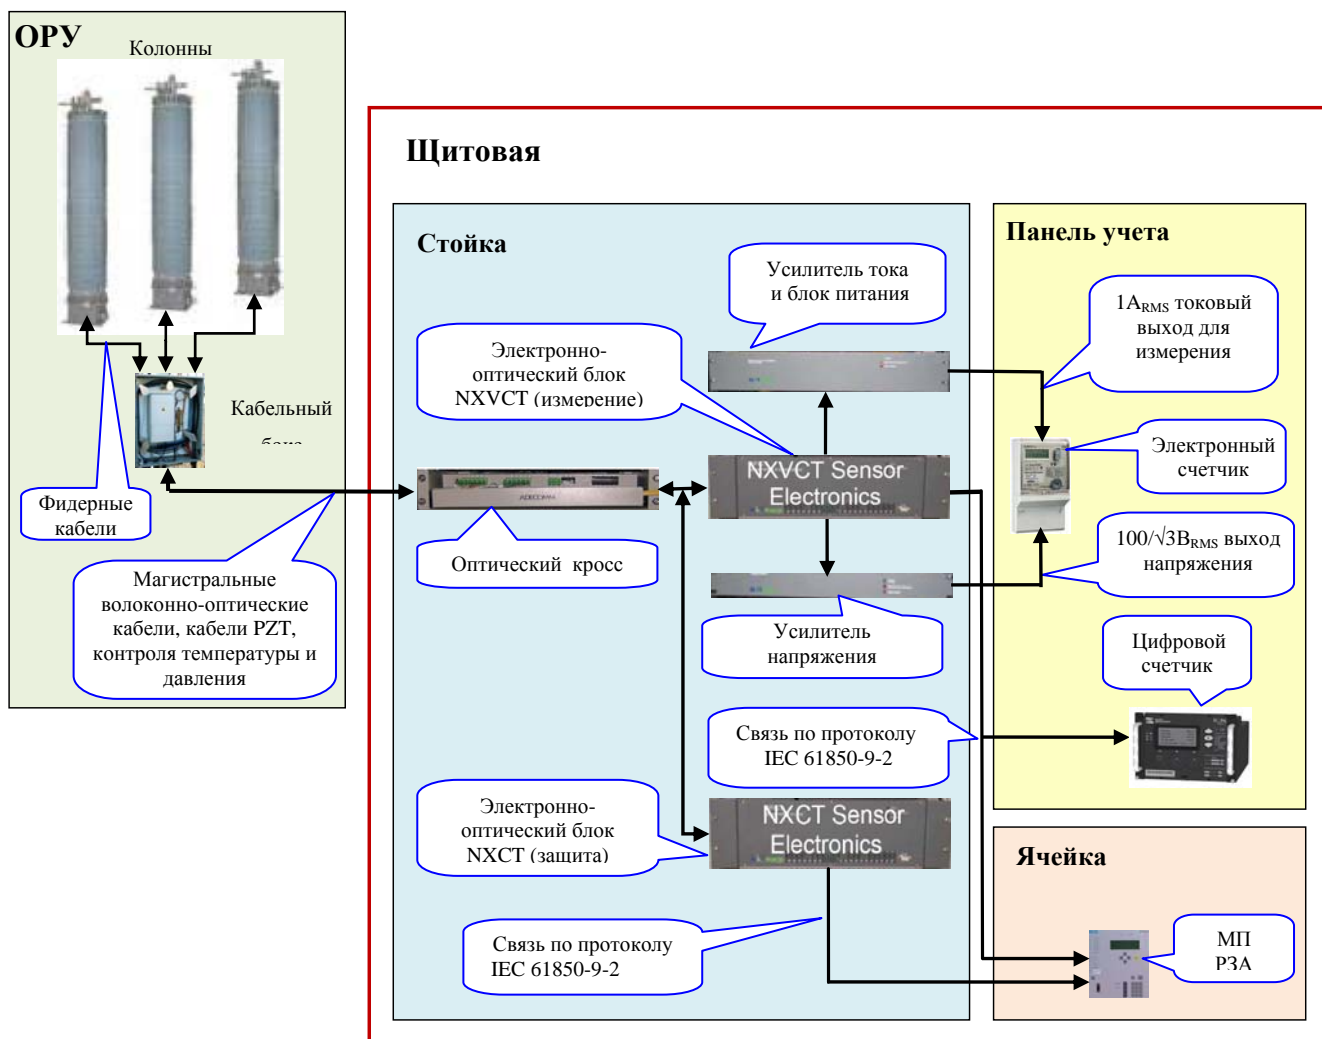 ОРУ
Колонны
Кабельный
Фидерные
кабели
Магистральные
волоконно-оптические
кабели, кабели PZT,
контроля температуры и
давления
Щитовая
Стойка
Усилитель тока
и блок питания
Электронно-
оптический блок
NXVCT (измерение)
NXVCT Sensor
Electronics
ADECOMM
Оптический кросс
Усилитель
напряжения
Связь по протоколу
IEC 61850-9-2
Электронно-
оптический блок
NXCT (защита)
NXCT Sensor
Electronics
Связь по протоколу
IEC 61850-9-2
Панель учета
1A_RMS токовый
выход для
измерения
Электронный
счетчик
100/√3В_RMS выход
напряжения
Цифровой
счетчик
Ячейка
МП
РЗА